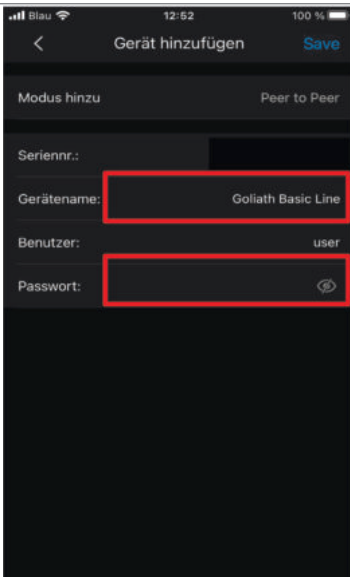 Blau 12:52 100 %
Gerät hinzufügen Save
Modus hinzu Peer to Peer
Seriennr.:
Gerätename: Goliath Basic Line
Benutzer: user
Passwort: